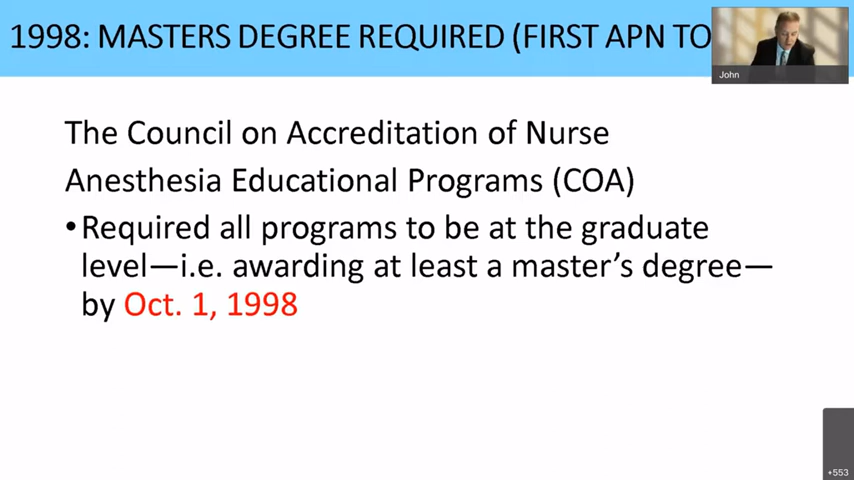 1998: MASTERS DEGREE REQUIRED (FIRST APN TO
John
The Council on Accreditation of Nurse
Anesthesia Educational Programs (COA)
•Required all programs to be at the graduate
level—i.e. awarding at least a master’s degree—
by Oct. 1, 1998
+553